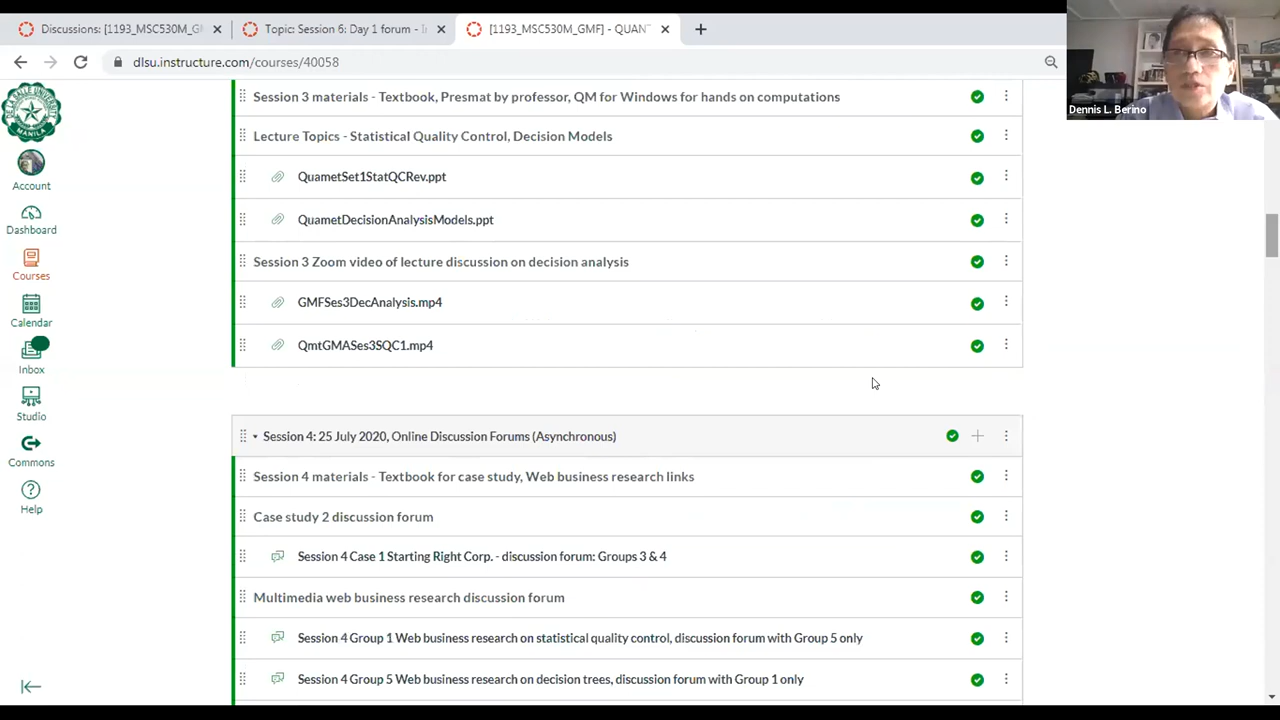 Discussions: [1193_MSC530M_G
Topic: Session 6: Day 1 forum - I
[1193_MSC530M_GMF] - QUANT
dlsu.instructure.com/courses/40058
Dennis L. Berino
Session 3 materials - Textbook, Presmat by professor, QM for Windows for hands on computations
Lecture Topics - Statistical Quality Control, Decision Models
QuametSet1StatQCRev.ppt
QuametDecisionAnalysisModels.ppt
Session 3 Zoom video of lecture discussion on decision analysis
GMFSes3DecAnalysis.mp4
QmtGMASes3SQC1.mp4
Session 4: 25 July 2020, Online Discussion Forums (Asynchronous)
Session 4 materials - Textbook for case study, Web business research links
Case study 2 discussion forum
Session 4 Case 1 Starting Right Corp. - discussion forum: Groups 3 & 4
Multimedia web business research discussion forum
Session 4 Group 1 Web business research on statistical quality control, discussion forum with Group 5 only
Session 4 Group 5 Web business research on decision trees, discussion forum with Group 1 only
MANILA
Account
Dashboard
Courses
Calendar
Inbox
Studio
Commons
Help